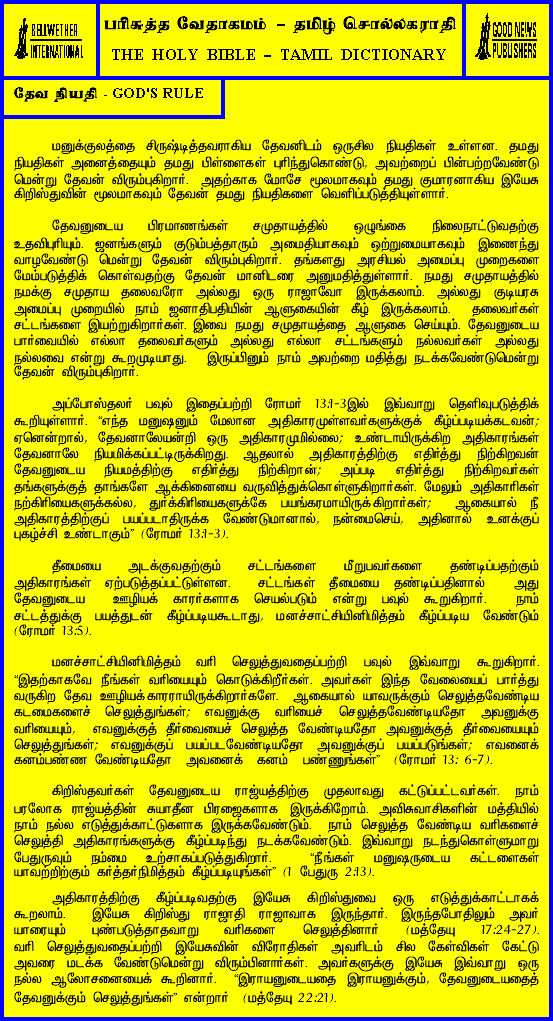 BELLWETHER
INTERNATIONAL
பரிசுத்த வேதாகமம் – தமிழ் சொல்லகராதி
THE HOLY BIBLE – TAMIL DICTIONARY
GOOD NEWS
PUBLISHERS
தேவ நியதி - GOD'S RULE
மனுக்குலத்தை சிருஷ்டித்தவராகிய தேவனிடம் ஒருசில நியதிகள் உள்ளன. தமது
நியதிகள் அனைத்தையும் தமது பிள்ளைகள் புரிந்துகொண்டு, அவற்றைப் பின்பற்றவேண்டு
மென்று தேவன் விரும்புகிறார். அதற்காக மோசே மூலமாகவும் தமது குமாரனாகிய இயேசு
கிறிஸ்துவின் மூலமாகவும் தேவன் தமது நியதிகளை வெளிப்படுத்தியுள்ளார்.
தேவனுடைய பிரமாணங்கள் சமுதாயத்தில் ஒழுங்கை நிலைநாட்டுவதற்கு
உதவிபுரியும். ஜனங்களும் குடும்பத்தாரும் அமைதியாகவும் ஒற்றுமையாகவும் இணைந்து
வாழவேண்டு மென்று தேவன் விரும்புகிறார். தங்களது அரசியல் அமைப்பு முறைகளை
மேம்படுத்திக் கொள்வதற்கு தேவன் மானிடரை அனுமதித்துள்ளார். நமது சமுதாயத்தில்
நமக்கு சமுதாய தலைவரோ அல்லது ஒரு ராஜாவோ இருக்கலாம். அல்லது குடியரசு
அமைப்பு முறையில் நாம் ஜனாதிபதியின் ஆளுகையின் கீழ் இருக்கலாம். தலைவர்கள்
சட்டங்களை இயற்றுகிறார்கள். இவை நமது சமுதாயத்தை ஆளுகை செய்யும். தேவனுடைய
பார்வையில் எல்லா தலைவர்களும் அல்லது எல்லா சட்டங்களும் நல்லவர்கள் அல்லது
நல்லவை என்று கூறமுடியாது. இருப்பினும் நாம் அவற்றை மதித்து நடக்கவேண்டுமென்று
தேவன் விரும்புகிறார்.
அப்போஸ்தலர் பவுல் இதைப்பற்றி ரோமர் 13:1-3இல் இவ்வாறு தெளிவுபடுத்திக்
கூறியுள்ளார். “எந்த மனுஷனும் மேலான அதிகாரமுள்ளவர்களுக்குக் கீழ்ப்படியக்கடவன்;
ஏனென்றால், தேவனாலேயன்றி ஒரு அதிகாரமுமில்லை; உண்டாயிருக்கிற அதிகாரங்கள்
தேவனாலே நியமிக்கப்பட்டிருக்கிறது. ஆதலால் அதிகாரத்திற்கு எதிர்த்து நிற்கிறவன்
தேவனுடைய நியமத்திற்கு எதிர்த்து நிற்கிறான்; அப்படி எதிர்த்து நிற்கிறவர்கள்
தங்களுக்குத் தாங்களே ஆக்கினையை வருவித்துக்கொள்ளுகிறார்கள். மேலும் அதிகாரிகள்
நற்கிரியைகளுக்கல்ல, துர்க்கிரியைகளுக்கே பயங்கரமாயிருக்கிறார்கள்; ஆகையால் நீ
அதிகாரத்திற்குப் பயப்படாதிருக்க வேண்டுமானால், நன்மைசெய், அதினால் உனக்குப்
புகழ்ச்சி உண்டாகும்” (ரோமர் 13:1-3).
தீமையை அடக்குவதற்கும் சட்டங்களை மீறுபவர்களை தண்டிப்பதற்கும்
அதிகாரங்கள் ஏற்படுத்தப்பட்டுள்ளன. சட்டங்கள் தீமையை தண்டிப்பதினால் அது
தேவனுடைய ஊழியக் காரர்களாக செயல்படும் என்று பவுல் கூறுகிறார். நாம்
சட்டத்துக்கு பயத்துடன் கீழ்ப்படியகூடாது, மனச்சாட்சியினிமித்தம் கீழ்ப்படிய வேண்டும்
(ரோமர் 13:5).
மனச்சாட்சியினிமித்தம் வரி செலுத்துவதைப்பற்றி பவுல் இவ்வாறு கூறுகிறார்.
“இதற்காகவே நீங்கள் வரியையும் கொடுக்கிறீர்கள். அவர்கள் இந்த வேலையைப் பார்த்து
வருகிற தேவ ஊழியக்காரராயிருக்கிறார்களே. ஆகையால் யாவருக்கும் செலுத்தவேண்டிய
கடமைகளைச் செலுத்துங்கள்; எவனுக்கு வரியைச் செலுத்தவேண்டியதோ அவனுக்கு
வரியையும், எவனுக்குத் தீர்வையைச் செலுத்த வேண்டியதோ அவனுக்குத் தீர்வையையும்
செலுத்துங்கள்; எவனுக்குப் பயப்படவேண்டியதோ அவனுக்குப் பயப்படுங்கள்; எவனைக்
கனம்பண்ண வேண்டியதோ அவனைக் கனம் பண்ணுங்கள்” (ரோமர் 13: 6-7).
கிறிஸ்தவர்கள் தேவனுடைய ராஜ்யத்திற்கு முதலாவது கட்டுப்பட்டவர்கள். நாம்
பரலோக ராஜ்யத்தின் சுயாதீன பிரஜைகளாக இருக்கிறோம். அவிசுவாசிகளின் மத்தியில்
நாம் நல்ல எடுத்துக்காட்டுகளாக இருக்கவேண்டும். நாம் செலுத்த வேண்டிய வரிகளைச்
செலுத்தி அதிகாரங்களுக்கு கீழ்ப்படிந்து நடக்கவேண்டும். இவ்வாறு நடந்துகொள்ளுமாறு
பேதுருவும் நம்மை உற்சாகப்படுத்துகிறார். “நீங்கள் மனுஷருடைய கட்டளைகள்
யாவற்றிற்கும் கர்த்தர்நிமித்தம் கீழ்ப்படியுங்கள்” (1 பேதுரு 2:13).
அதிகாரத்திற்கு கீழ்ப்படிவதற்கு இயேசு கிறிஸ்துவை ஒரு எடுத்துக்காட்டாகக்
கூறலாம். இயேசு கிறிஸ்து ராஜாதி ராஜாவாக இருந்தார். இருந்தபோதிலும் அவர்
யாரையும் புண்படுத்தாதவாறு வரிகளை செலுத்தினார் (மத்தேயு 17:24-27).
வரி செலுத்துவதைப்பற்றி இயேசுவின் விரோதிகள் அவரிடம் சில கேள்விகள் கேட்டு
அவரை மடக்க வேண்டுமென்று விரும்பினார்கள். அவர்களுக்கு இயேசு இவ்வாறு ஒரு
நல்ல ஆலோசனையைக் கூறினார். “இராயனுடையதை இராயனுக்கும், தேவனுடையதைத்
தேவனுக்கும் செலுத்துங்கள்” என்றார் (மத்தேயு 22:21).